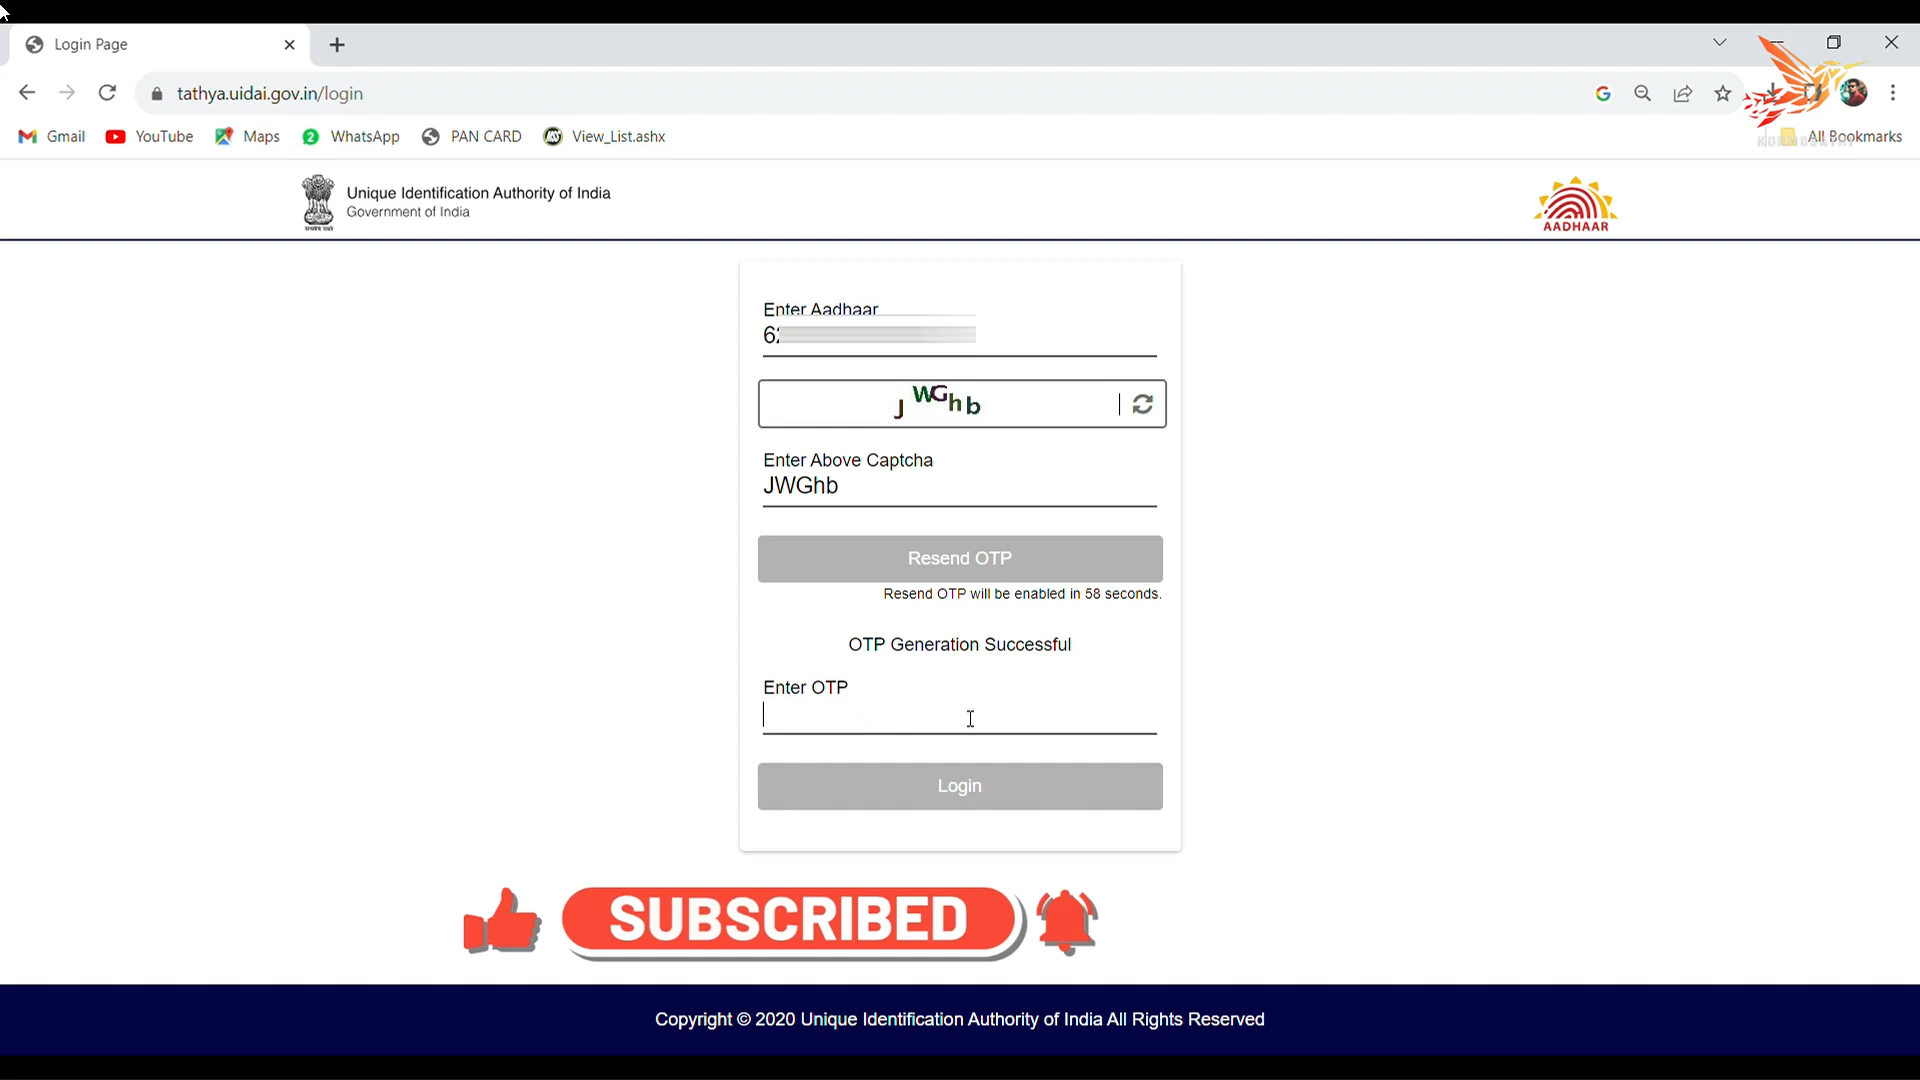 Login Page
tathya.uidai.gov.in/login
Gmail YouTube Maps 2 WhatsApp PAN CARD View_List.ashx All Bookmarks
Unique Identification Authority of India
Government of India
AADHAAR
Enter Aadhaar
JWGhb
Enter Above Captcha
JWGhb
Resend OTP
Resend OTP will be enabled in 58 seconds.
OTP Generation Successful
Enter OTP
Login
SUBSCRIBED
Copyright © 2020 Unique Identification Authority of India All Rights Reserved